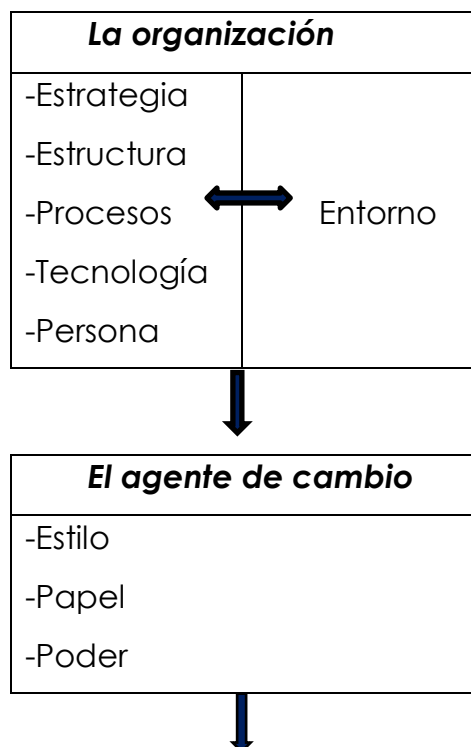 La organización
-Estrategia
-Estructura
-Procesos
-Tecnología
-Persona
Entorno
El agente de cambio
-Estilo
-Papel
-Poder